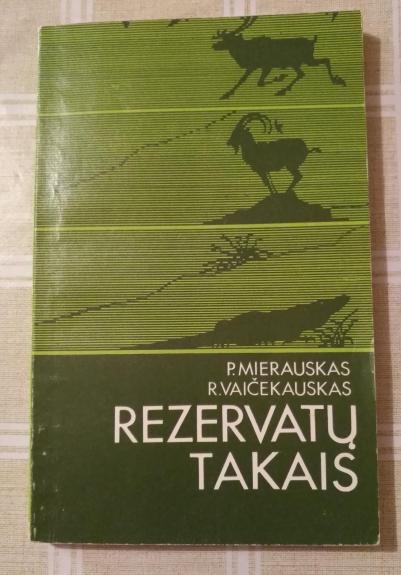 P. MIERAUSKAS
R. VAIČEKAUSKAS
REZERVATŲ
TAKAIS